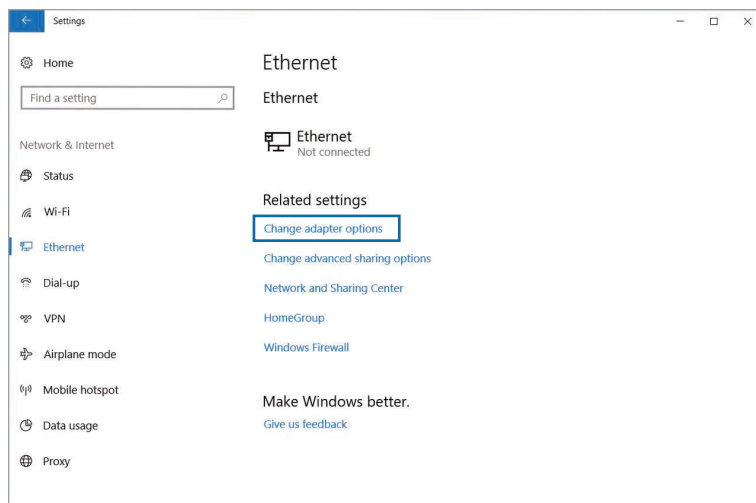 Settings
Home
Find a setting
Network & Internet
Status
Wi-Fi
Ethernet
Dial-up
VPN
Airplane mode
Mobile hotspot
Data usage
Proxy
Ethernet
Ethernet
Ethernet
Not connected
Related settings
Change adapter options
Change advanced sharing options
Network and Sharing Center
HomeGroup
Windows Firewall
Make Windows better.
Give us feedback